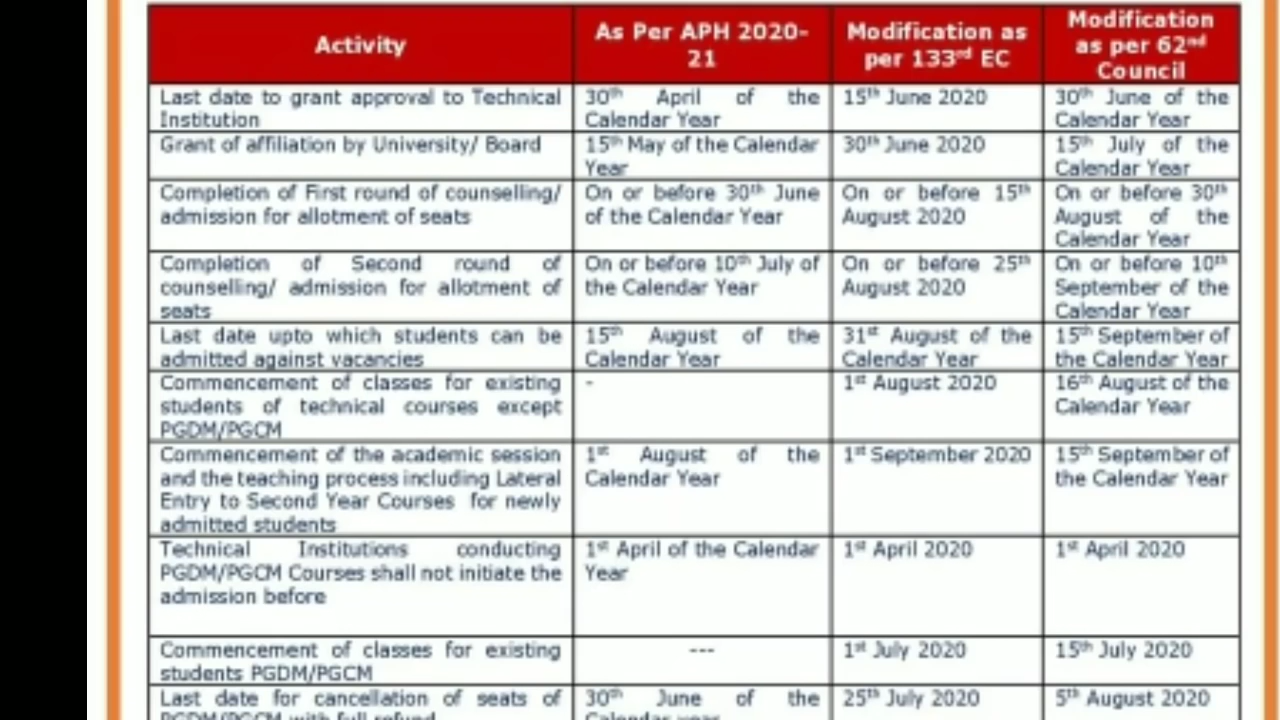 Activity
As Per APH 2020-
21
Modification as
per 133rd EC
Modification
as per 62nd
Council
Last date to grant approval to Technical
Institution
30th April of the
Calendar Year
15th June 2020
30th June of the
Calendar Year
Grant of affiliation by University/ Board
15th May of the Calendar
Year
30th June 2020
15th July of the
Calendar Year
Completion of First round of counselling/
admission for allotment of seats
On or before 30th June
of the Calendar Year
On or before 15th
August 2020
On or before 30th
August of the
Calendar Year
Completion of Second round of
counselling/ admission for allotment of
seats
On or before 10th July of
the Calendar Year
On or before 25th
August 2020
On or before 10th
September of the
Calendar Year
Last date upto which students can be
admitted against vacancies
15th August of the
Calendar Year
31st August of the
Calendar Year
15th September of
the Calendar Year
Commencement of classes for existing
students of technical courses except
PGDM/PGCM
-
1st August 2020
16th August of the
Calendar Year
Commencement of the academic session
and the teaching process including Lateral
Entry to Second Year Courses for newly
admitted students
1st August of the
Calendar Year
1st September 2020
15th September of
the Calendar Year
Technical Institutions conducting
PGDM/PGCM Courses shall not initiate the
admission before
1st April of the Calendar
Year
1st April 2020
1st April 2020
Commencement of classes for existing
students PGDM/PGCM
---
1st July 2020
15th July 2020
Last date for cancellation of seats of
PGDM/PGCM with full refund
30th June of the
Calendar year
25th July 2020
5th August 2020